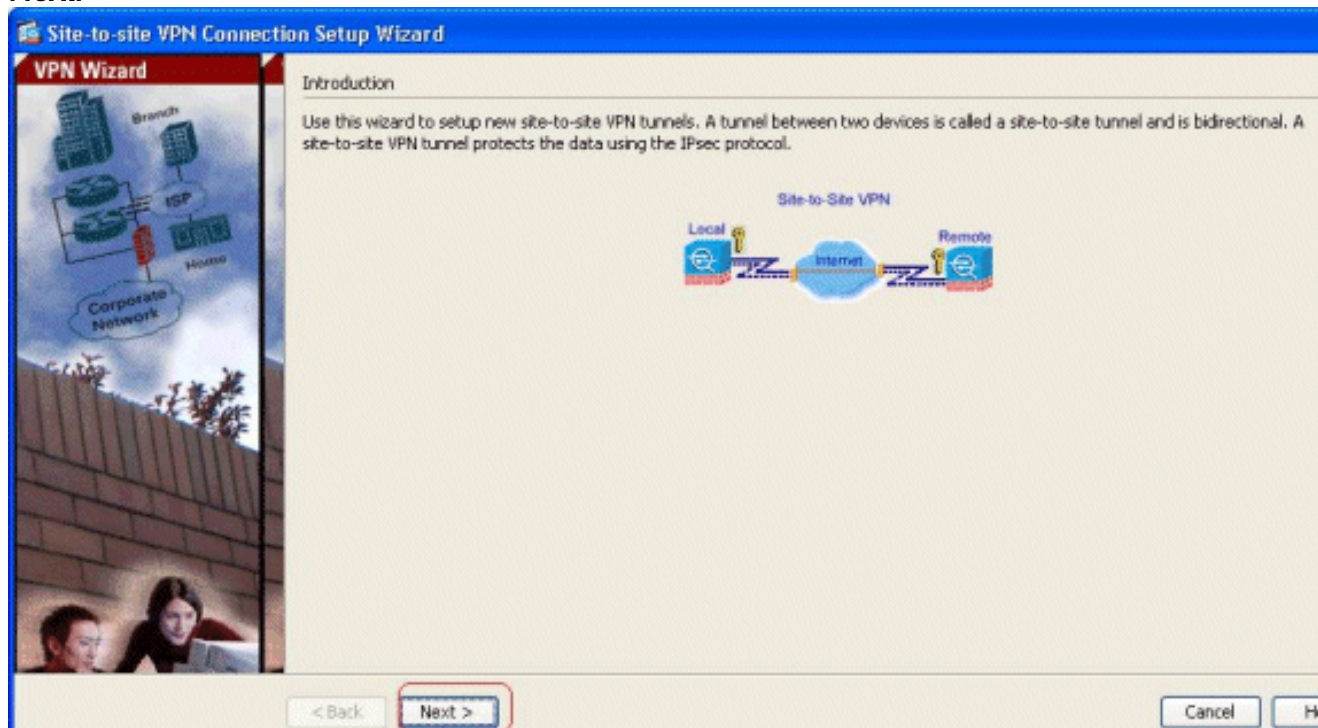 Site-to-site VPN Connection Setup Wizard
VPN Wizard
Branch
ISP
Home
Corporate
Network
Introduction
Use this wizard to setup new site-to-site VPN tunnels. A tunnel between two devices is called a site-to-site tunnel and is bidirectional. A
site-to-site VPN tunnel protects the data using the IPsec protocol.
Site-to-Site VPN
Local
Internet
Remote
< Back
Next >
Cancel